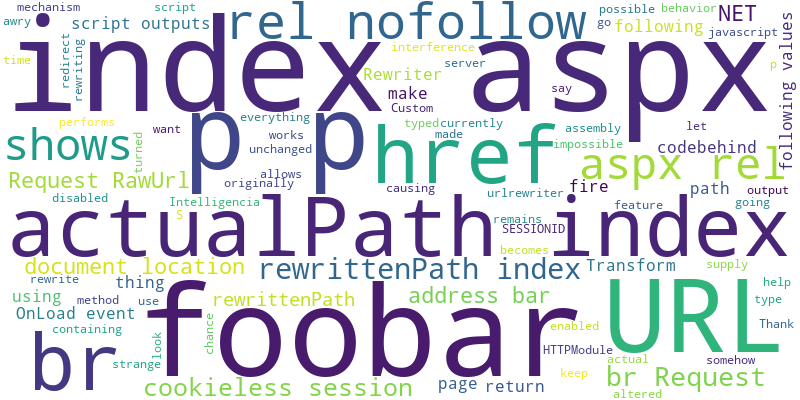 mechanism script
awry script outputs rel nofollow possible behavior NET
go following javascript
index aspx
redirect rewriting interference
time Rewriter server following values
make say p
Custom
performs everything typed currently assembly let
shows p p href
want works made impossible codebehind
turned unchanged aspx rel
Request RawUrl allows causing fire path
originally urlrewriter output
disabled Intelligencia remains feature going
S SESSIONID
actualPath index
becomes
document location rewrittenPath index Transform supply
rewrite thing help
using method use rewrittenPath address bar type
OnLoad event enabled Thank
containing chance
br foobar URL
look HTTPModule somehow
strange actual
cookieless session page return keep br Request
altered